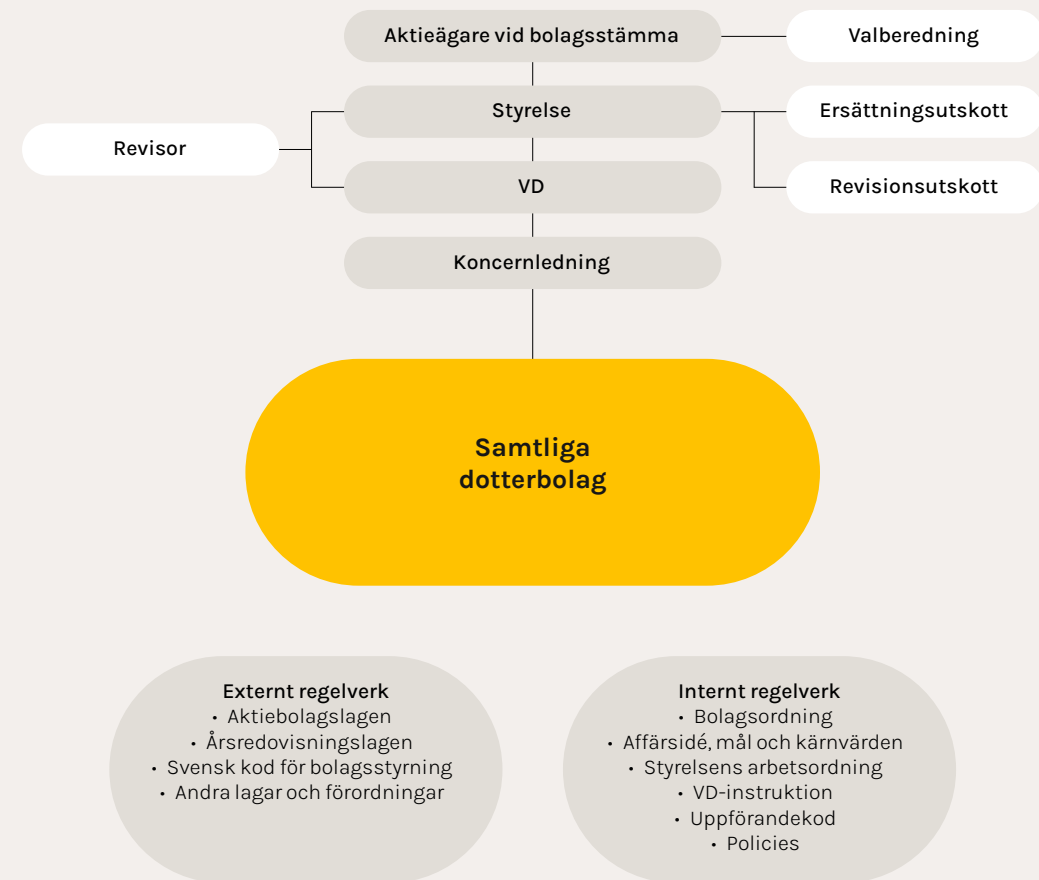 Aktieägare vid bolagsstämma
Valberedning
Styrelse
Ersättningsutskott
Revisor
VD
Revisionsutskott
Koncernledning
Samtliga
dotterbolag
Externt regelverk
• Aktiebolagslagen
• Årsredovisningslagen
• Svensk kod för bolagsstyrning
• Andra lagar och förordningar
Internt regelverk
• Bolagsordning
• Affärsidé, mål och kärnvärden
• Styrelsens arbetsordning
• VD-instruktion
• Uppförandekod
• Policies